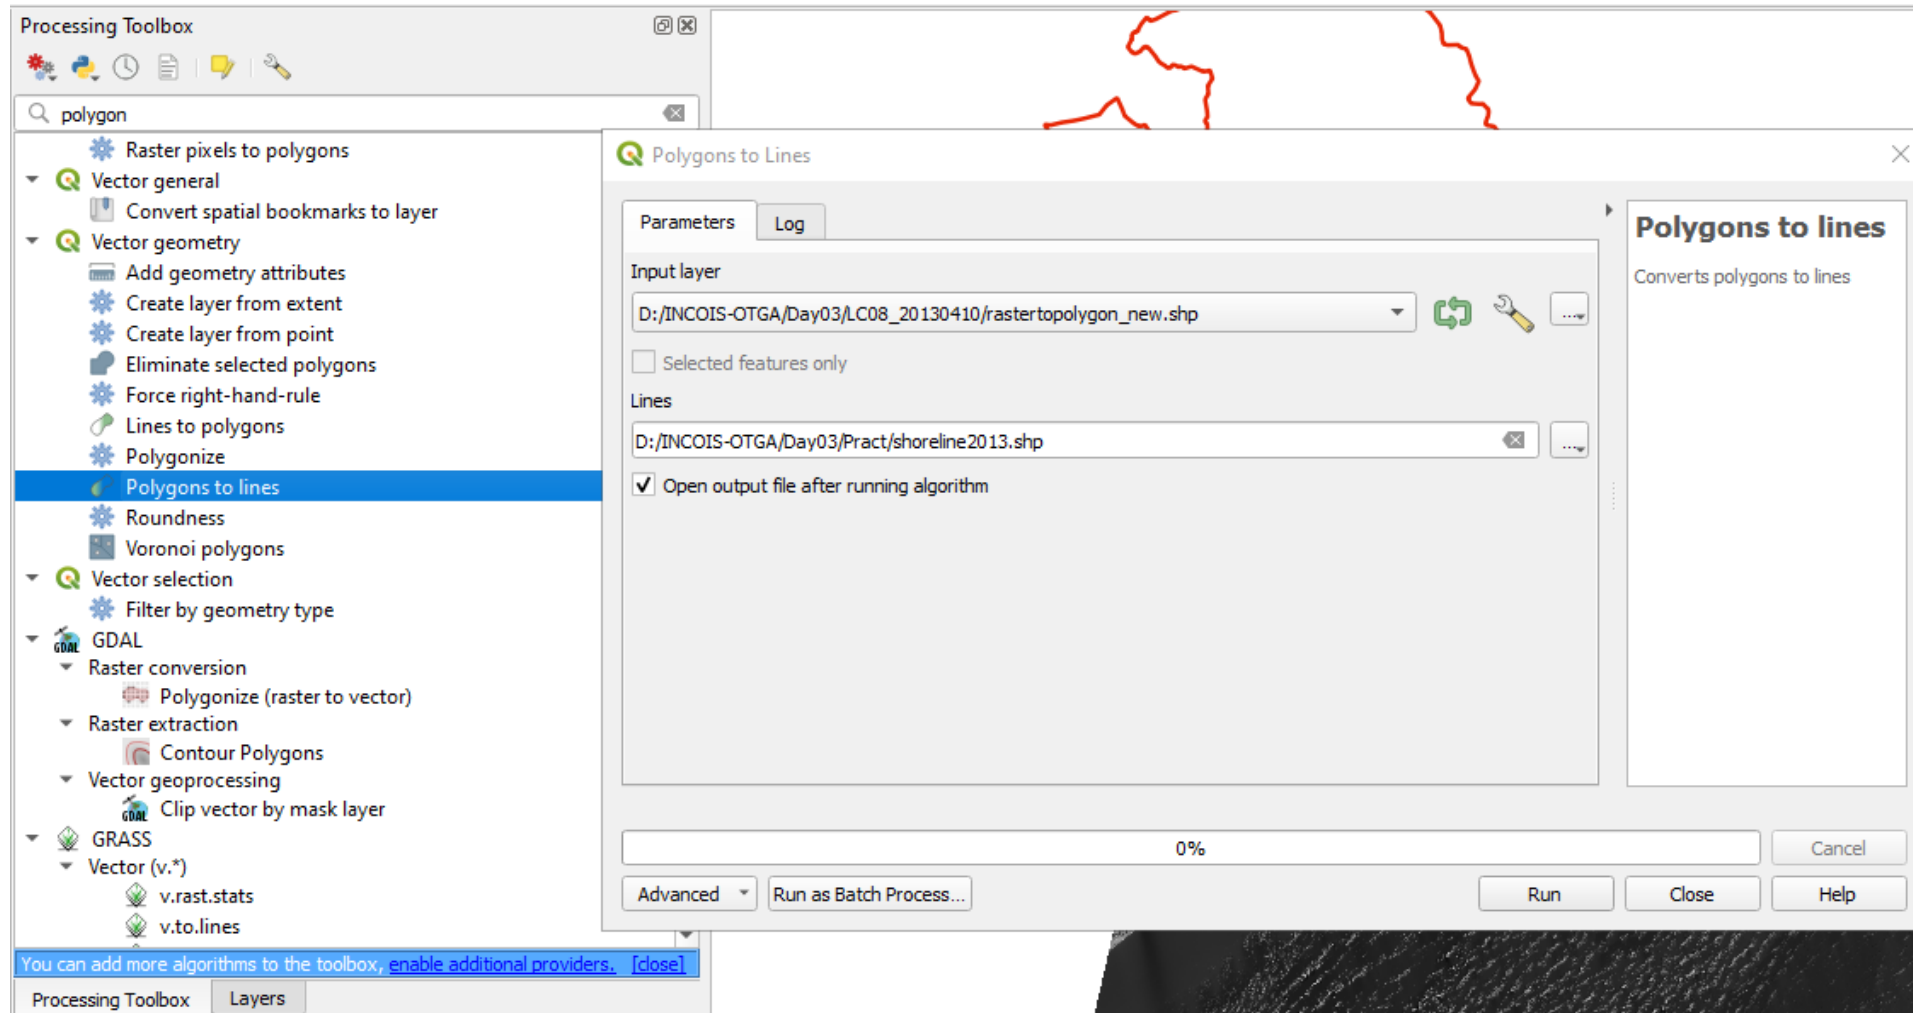 Processing Toolbox
polygon
Raster pixels to polygons
Vector general
Convert spatial bookmarks to layer
Vector geometry
Add geometry attributes
Create layer from extent
Create layer from point
Eliminate selected polygons
Force right-hand-rule
Lines to polygons
Polygonize
Polygons to lines
Roundness
Voronoi polygons
Vector selection
Filter by geometry type
GDAL
GDAL
Raster conversion
Polygonize (raster to vector)
Raster extraction
Contour Polygons
Vector geoprocessing
GDAL
Clip vector by mask layer
GRASS
Vector (v.*)
v.rast.stats
v.to.lines
You can add more algorithms to the toolbox, enable additional providers. [close]
Processing Toolbox
Layers
Polygons to Lines
Parameters
Log
Input layer
D:/INCOIS-OTGA/Day03/LC08_20130410/rastertopolygon_new.shp
...
Selected features only
Lines
D:/INCOIS-OTGA/Day03/Pract/shoreline2013.shp
...
Open output file after running algorithm
Polygons to lines
Converts polygons to lines
0%
Cancel
Advanced
Run as Batch Process...
Run
Close
Help